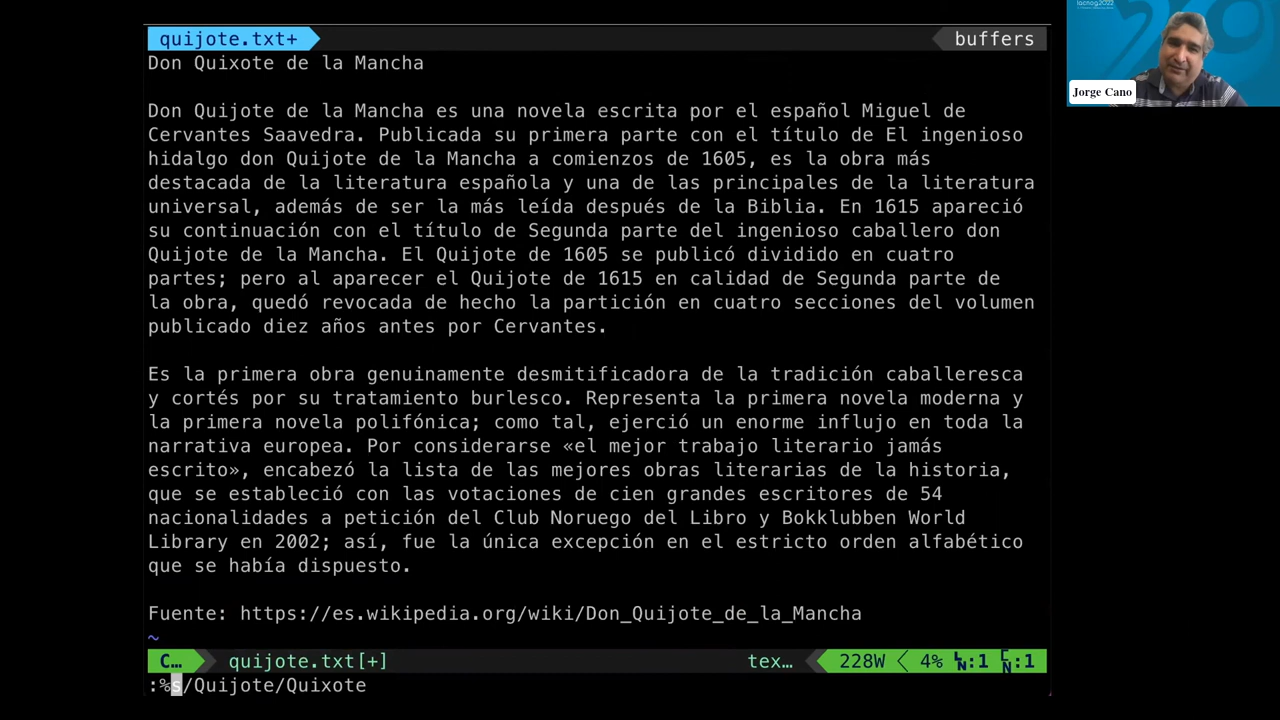 quijote.txt+ buffers
Don Quixote de la Mancha
Don Quijote de la Mancha es una novela escrita por el español Miguel de
Cervantes Saavedra. Publicada su primera parte con el título de El ingenioso
hidalgo don Quijote de la Mancha a comienzos de 1605, es la obra más
destacada de la literatura española y una de las principales de la literatura
universal, además de ser la más leída después de la Biblia. En 1615 apareció
su continuación con el título de Segunda parte del ingenioso caballero don
Quijote de la Mancha. El Quijote de 1605 se publicó dividido en cuatro
partes; pero al aparecer el Quijote de 1615 en calidad de Segunda parte de
la obra, quedó revocada de hecho la partición en cuatro secciones del volumen
publicado diez años antes por Cervantes.
Es la primera obra genuinamente desmitificadora de la tradición caballeresca
y cortés por su tratamiento burlesco. Representa la primera novela moderna y
la primera novela polifónica; como tal, ejerció un enorme influjo en toda la
narrativa europea. Por considerarse «el mejor trabajo literario jamás
escrito», encabezó la lista de las mejores obras literarias de la historia,
que se estableció con las votaciones de cien grandes escritores de 54
nacionalidades a petición del Club Noruego del Libro y Bokklubben World
Library en 2002; así, fue la única excepción en el estricto orden alfabético
que se había dispuesto.
Fuente: https://es.wikipedia.org/wiki/Don_Quijote_de_la_Mancha
~
C… quijote.txt[+] tex… 228W 4% LN:1 CN:1
:%s/Quijote/Quixote
lacnog2022
Jorge Cano